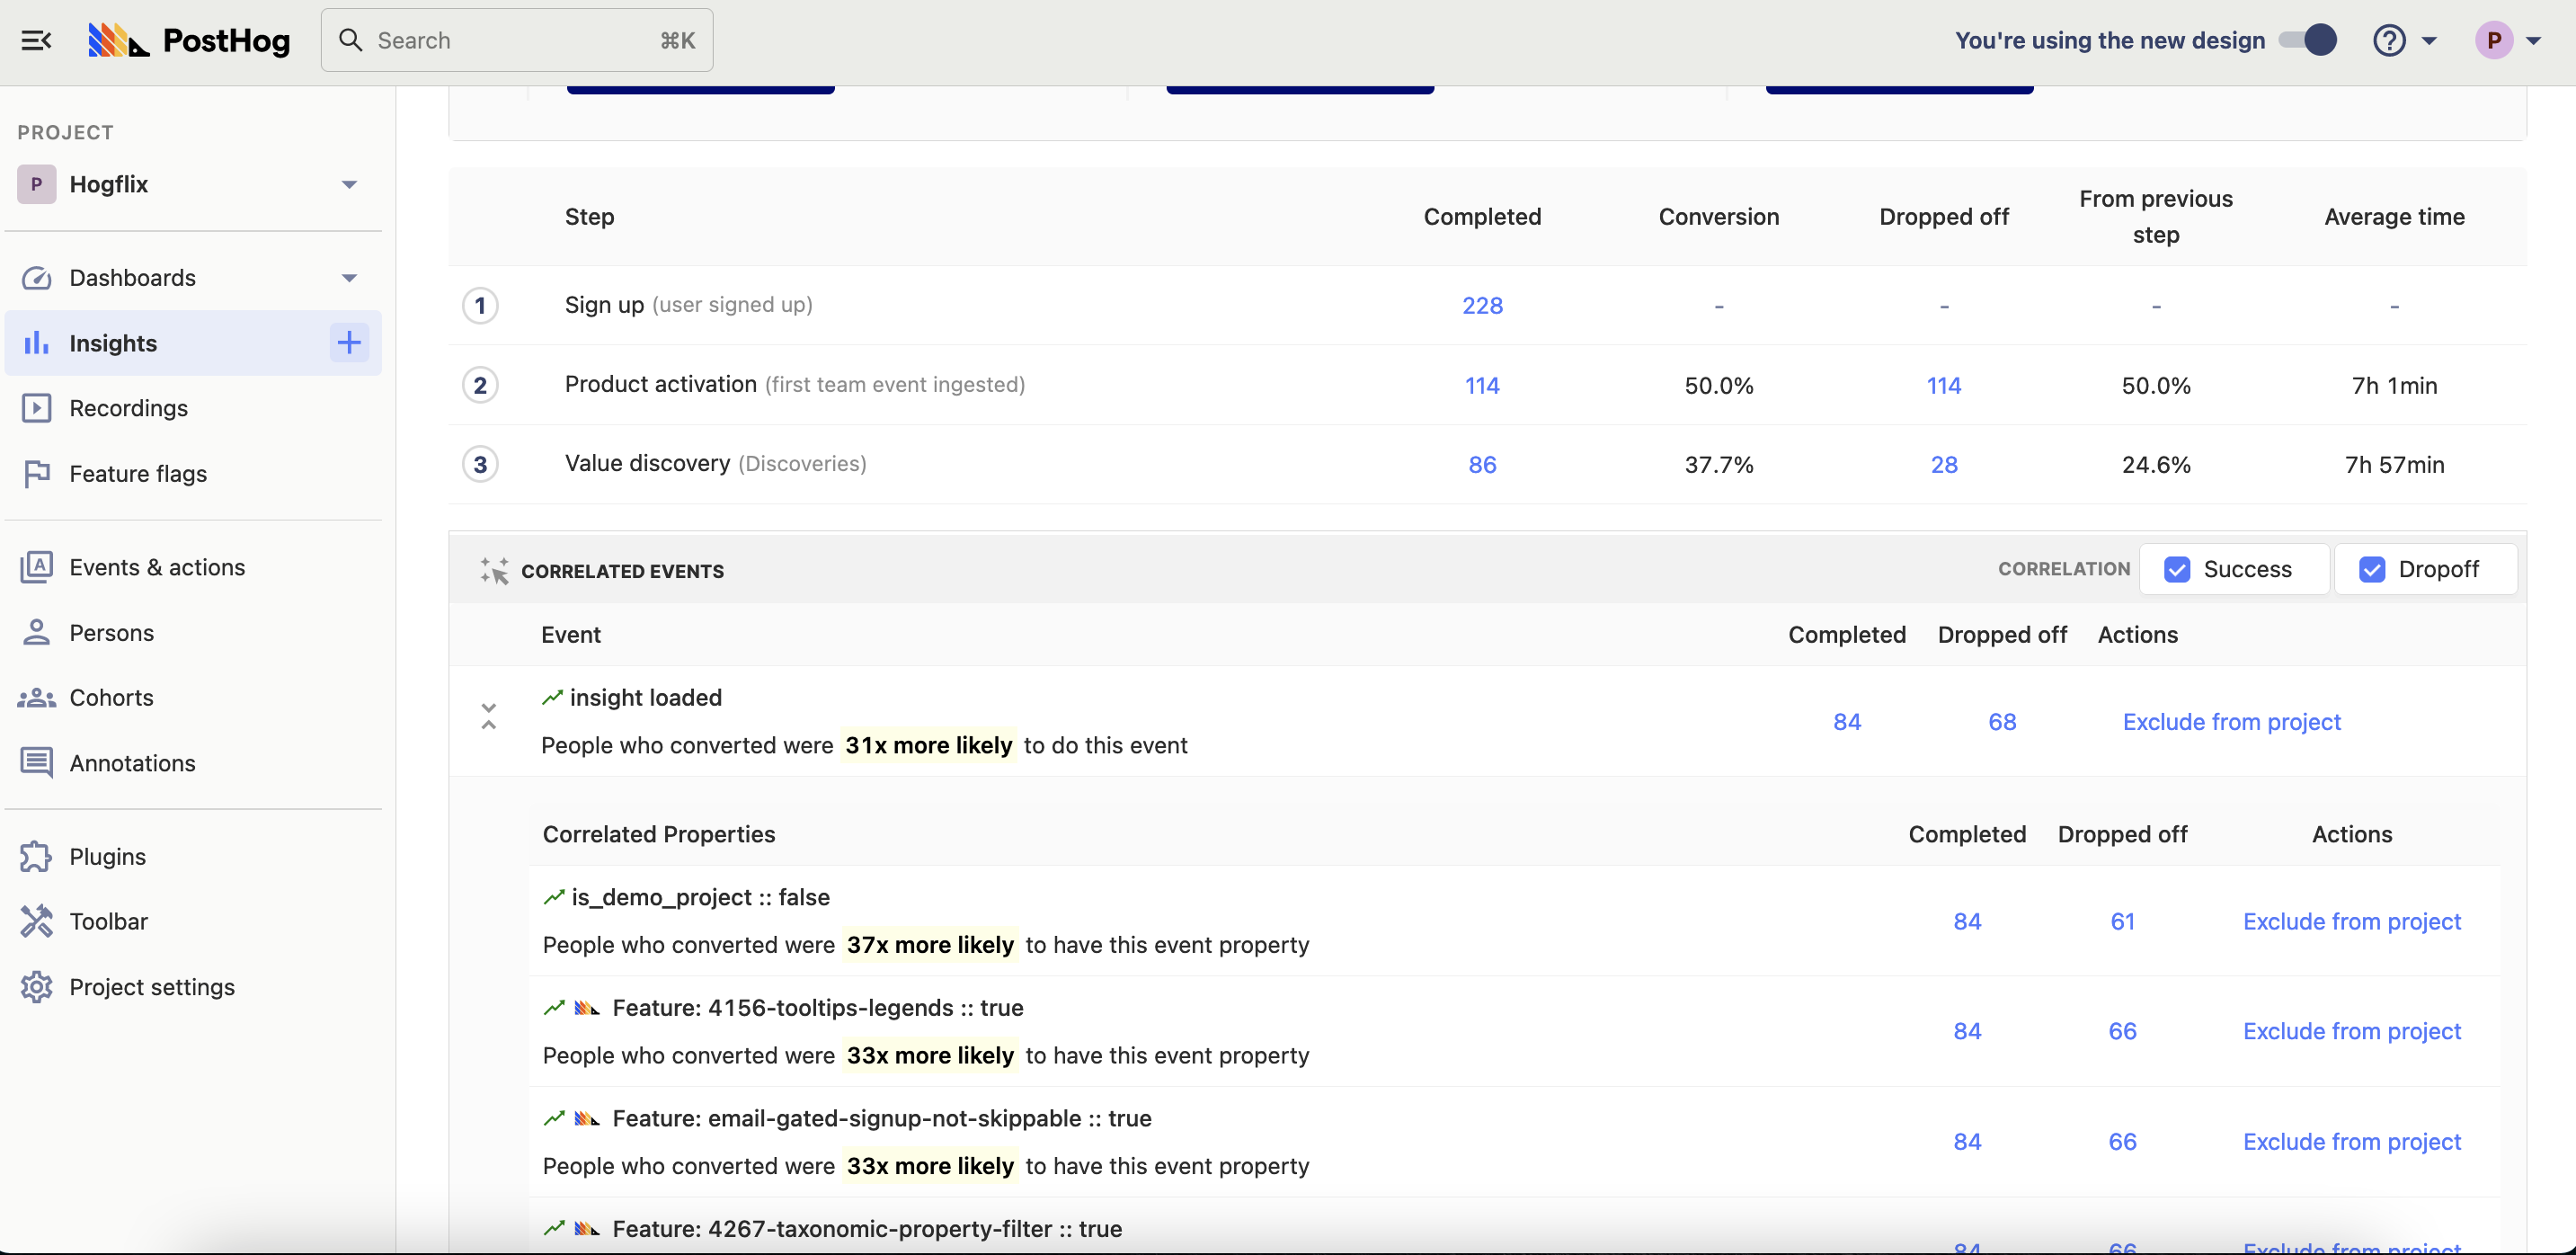 PostHog
Search
⌘K
You're using the new design
P
PROJECT
P
Hogflix
Dashboards
Insights
Recordings
Feature flags
Events & actions
Persons
Cohorts
Annotations
Plugins
Toolbar
Project settings
Step Completed Conversion Dropped off From previous step Average time
1 Sign up (user signed up) 228 - - - -
2 Product activation (first team event ingested) 114 50.0% 114 50.0% 7h 1min
3 Value discovery (Discoveries) 86 37.7% 28 24.6% 7h 57min
CORRELATED EVENTS CORRELATION Success Dropoff
Event Completed Dropped off Actions
insight loaded
People who converted were 31x more likely to do this event
84 68 Exclude from project
Correlated Properties Completed Dropped off Actions
is_demo_project :: false
People who converted were 37x more likely to have this event property
84 61 Exclude from project
Feature: 4156-tooltips-legends :: true
People who converted were 33x more likely to have this event property
84 66 Exclude from project
Feature: email-gated-signup-not-skippable :: true
People who converted were 33x more likely to have this event property
84 66 Exclude from project
Feature: 4267-taxonomic-property-filter :: true
84 66 Exclude from project